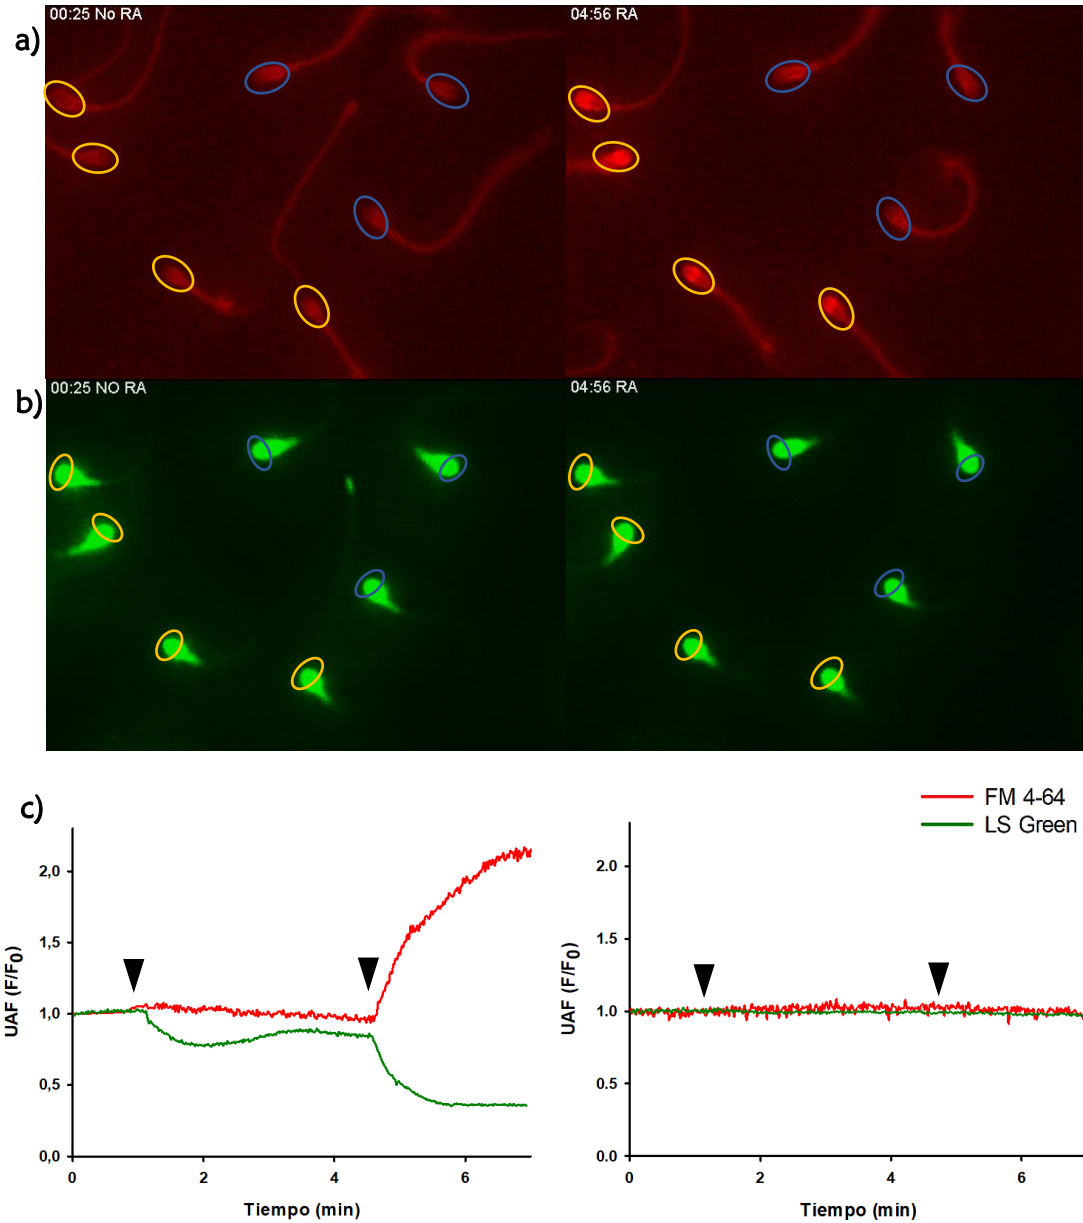 a)
00:25 No RA
04:56 RA
b)
00:25 NO RA
04:56 RA
c)
FM 4-64
LS Green
UAF (F/F0)
2,0
1,5
1,0
0,5
0,0
0
2
4
6
Tiempo (min)
UAF (F/F0)
2.0
1.5
1.0
0.5
0.0
0
2
4
6
Tiempo (min)